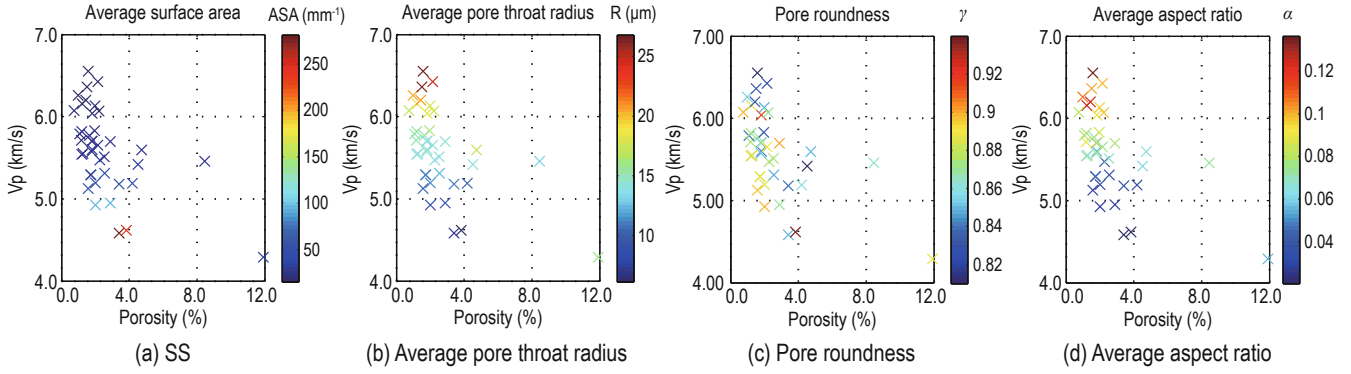 Average surface area
ASA (mm⁻¹)
7.0
6.0
5.0
4.0
Vp (km/s)
0.0 4.0 8.0 12.0
Porosity (%)
250
200
150
100
50
(a) SS
Average pore throat radius
R (μm)
7.0
6.0
5.0
4.0
Vp (km/s)
0.0 4.0 8.0 12.0
Porosity (%)
25
20
15
10
(b) Average pore throat radius
Pore roundness
γ
7.00
6.0
5.0
4.00
Vp (km/s)
0.0 4.0 8.0 12.0
Porosity (%)
0.92
0.9
0.88
0.86
0.84
0.82
0.81
(c) Pore roundness
Average aspect ratio
α
7.0
6.0
5.0
4.00
Vp (km/s)
0.0 4.0 8.0 12.0
Porosity (%)
0.12
0.1
0.08
0.06
0.04
(d) Average aspect ratio